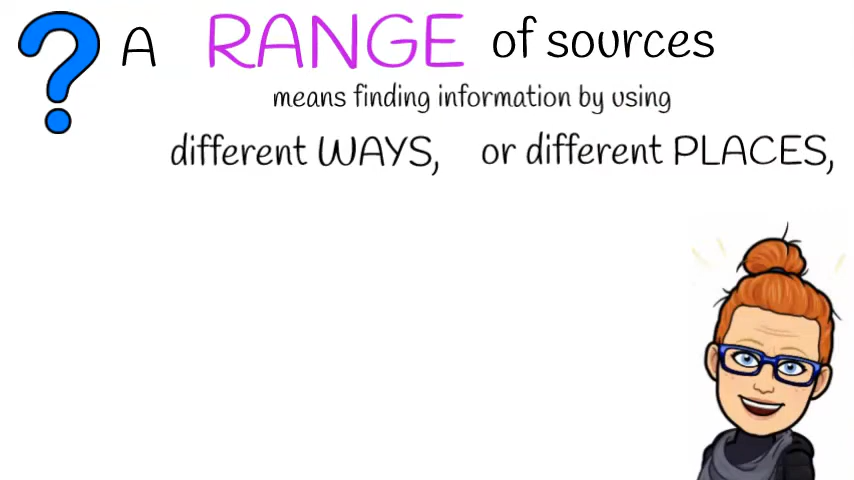 A RANGE of sources
means finding information by using
different WAYS, or different PLACES,